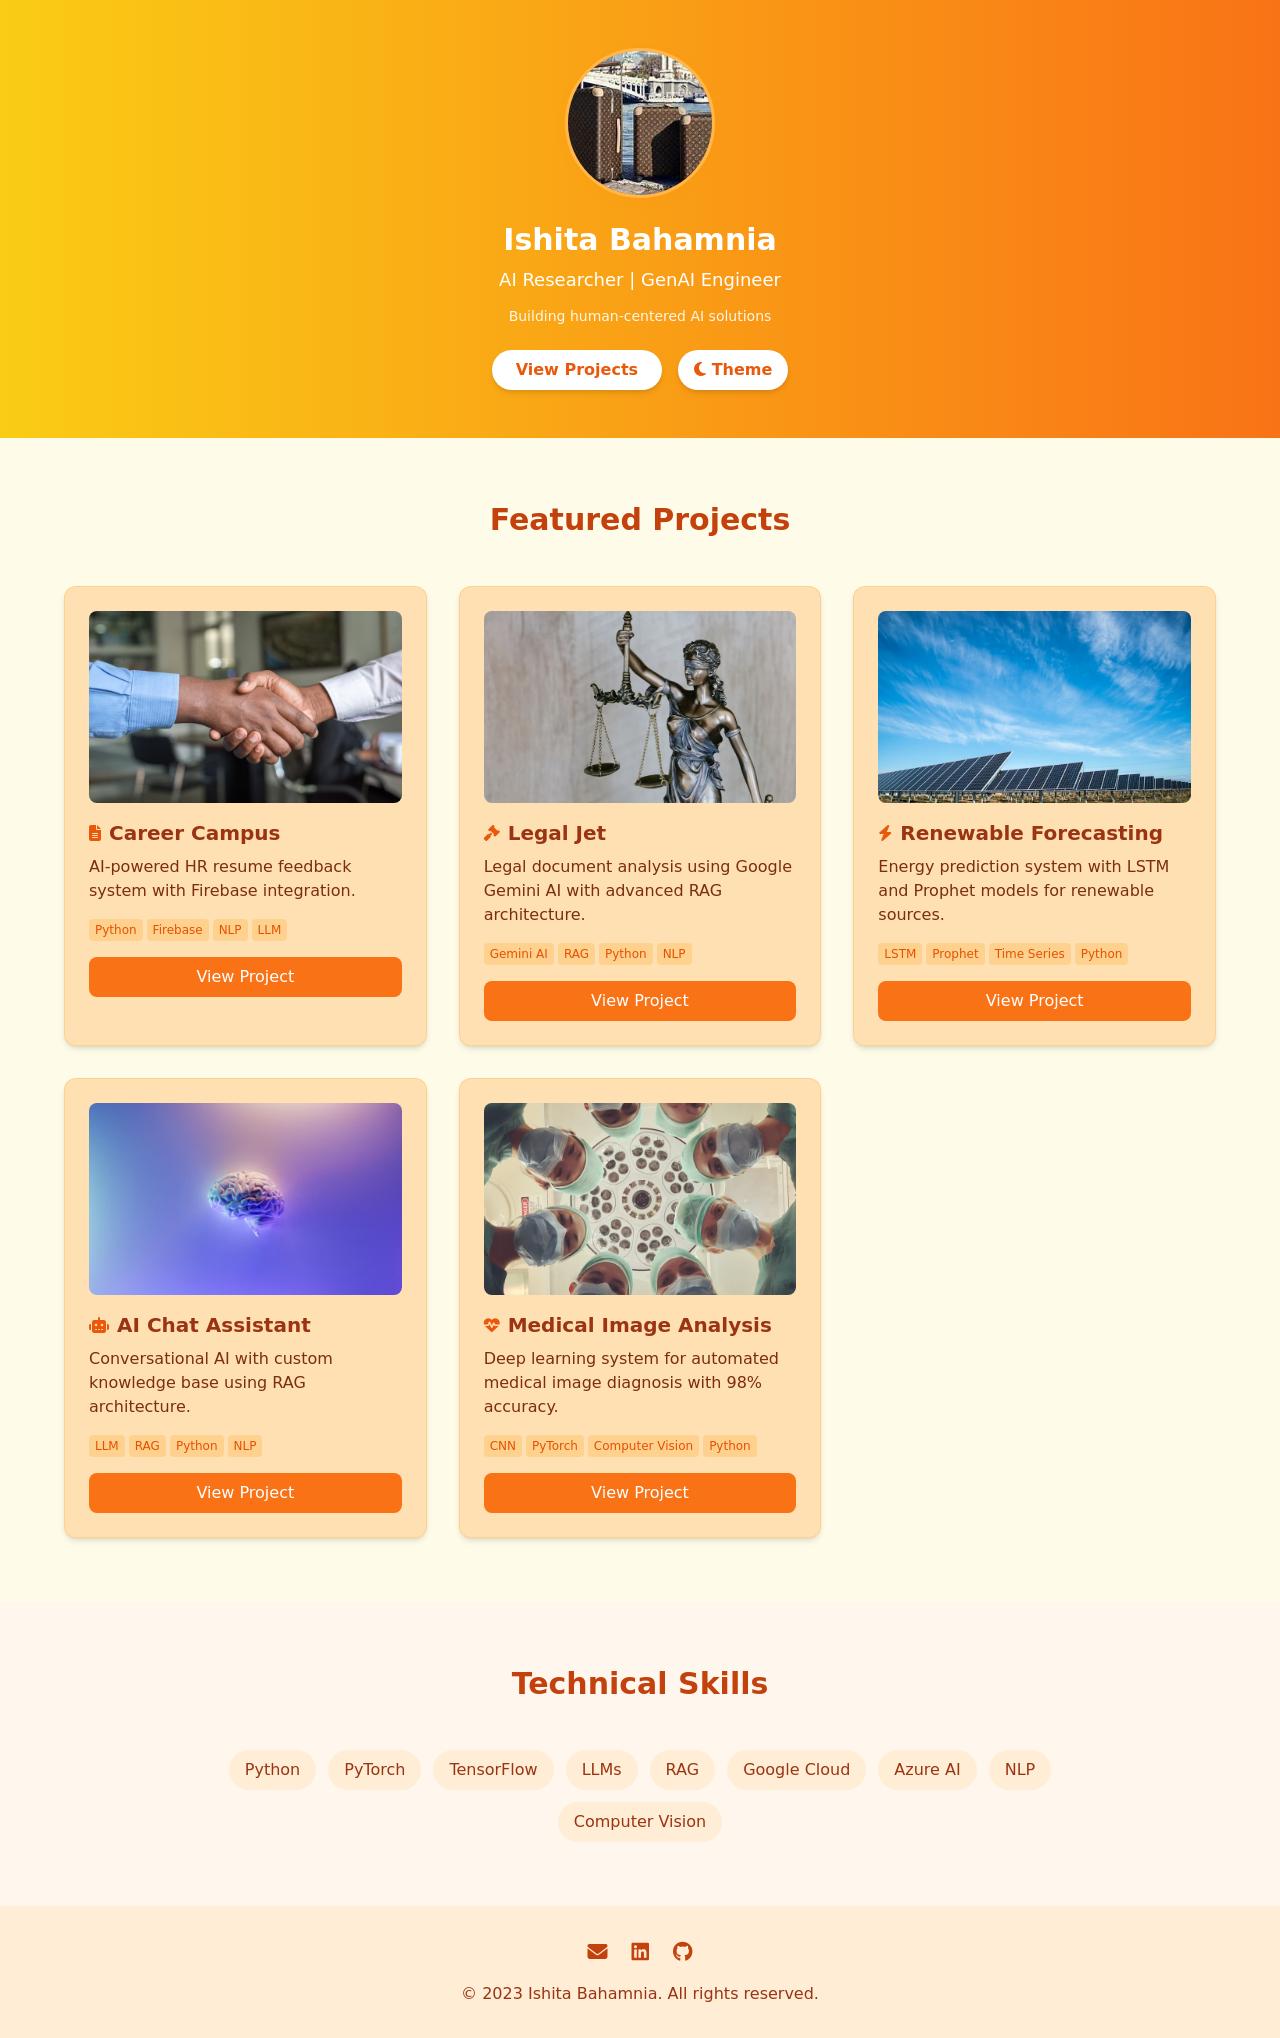 Ishita Bahamnia
AI Researcher | GenAI Engineer
Building human-centered AI solutions
View Projects
Theme
Featured Projects
Career Campus
AI-powered HR resume feedback
system with Firebase integration.
Python Firebase NLP LLM
View Project
Legal Jet
Legal document analysis using Google
Gemini AI with advanced RAG
architecture.
Gemini AI RAG Python NLP
View Project
Renewable Forecasting
Energy prediction system with LSTM
and Prophet models for renewable
sources.
LSTM Prophet Time Series Python
View Project
AI Chat Assistant
Conversational AI with custom
knowledge base using RAG
architecture.
LLM RAG Python NLP
View Project
Medical Image Analysis
Deep learning system for automated
medical image diagnosis with 98%
accuracy.
CNN PyTorch Computer Vision Python
View Project
Technical Skills
Python PyTorch TensorFlow LLMs RAG Google Cloud Azure AI NLP
Computer Vision
© 2023 Ishita Bahamnia. All rights reserved.